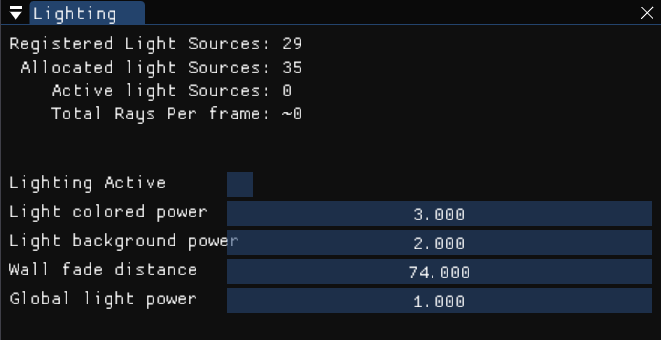 Lighting
Registered Light Sources: 29
Allocated light Sources: 35
Active light Sources: 0
Total Rays Per frame: ~0
Lighting Active
Light colored power 3.000
Light background power 2.000
Wall fade distance 74.000
Global light power 1.000